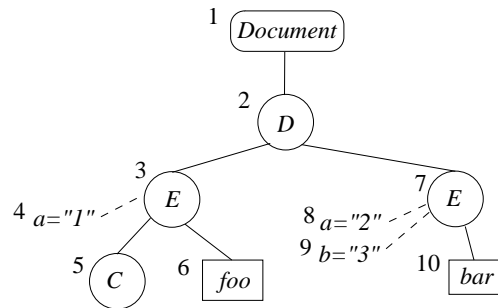 1 Document
2 D
3 E
7 E
4 a="1"
8 a="2"
9 b="3"
5 C
6 foo
10 bar